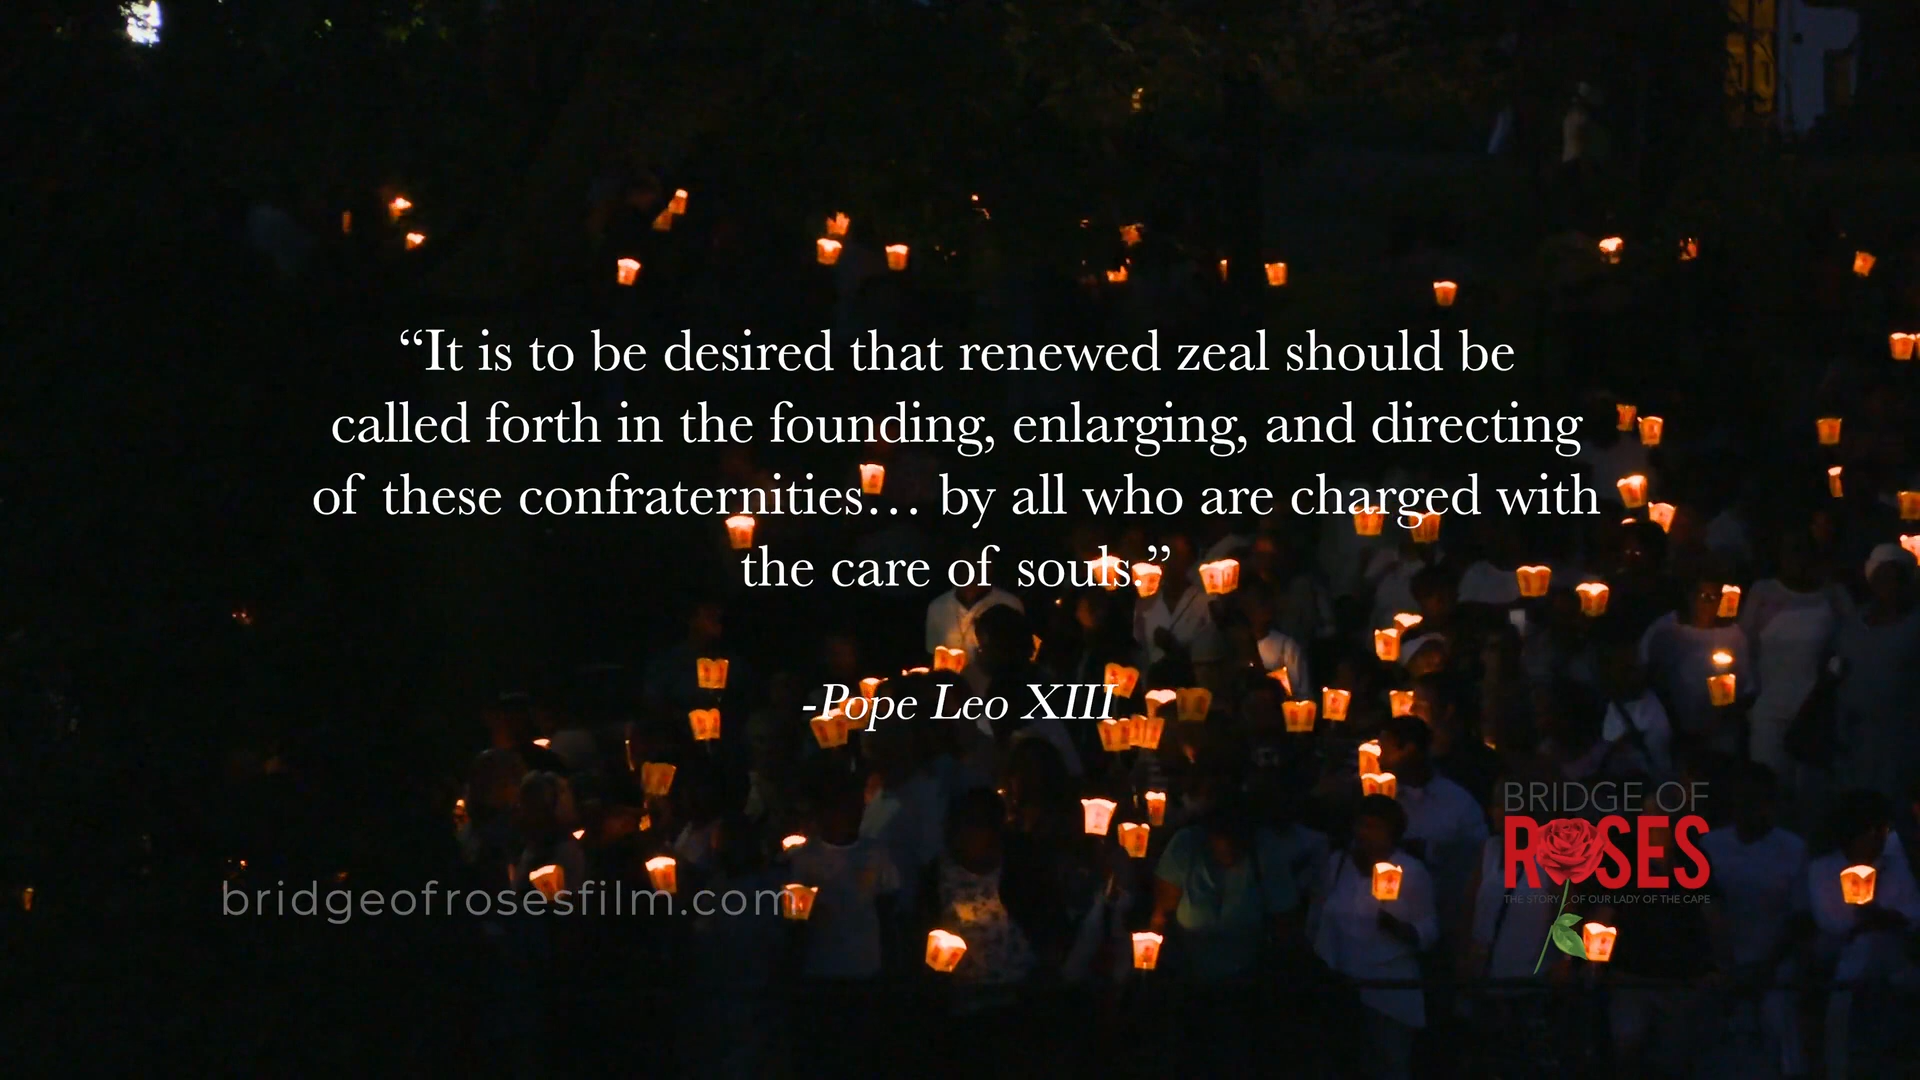 “It is to be desired that renewed zeal should be
called forth in the founding, enlarging, and directing
of these confraternities… by all who are charged with
the care of souls.”
-Pope Leo XIII
BRIDGE OF
ROSES
THE STORY OF OUR LADY OF THE CAPE
bridgeofrosesfilm.com